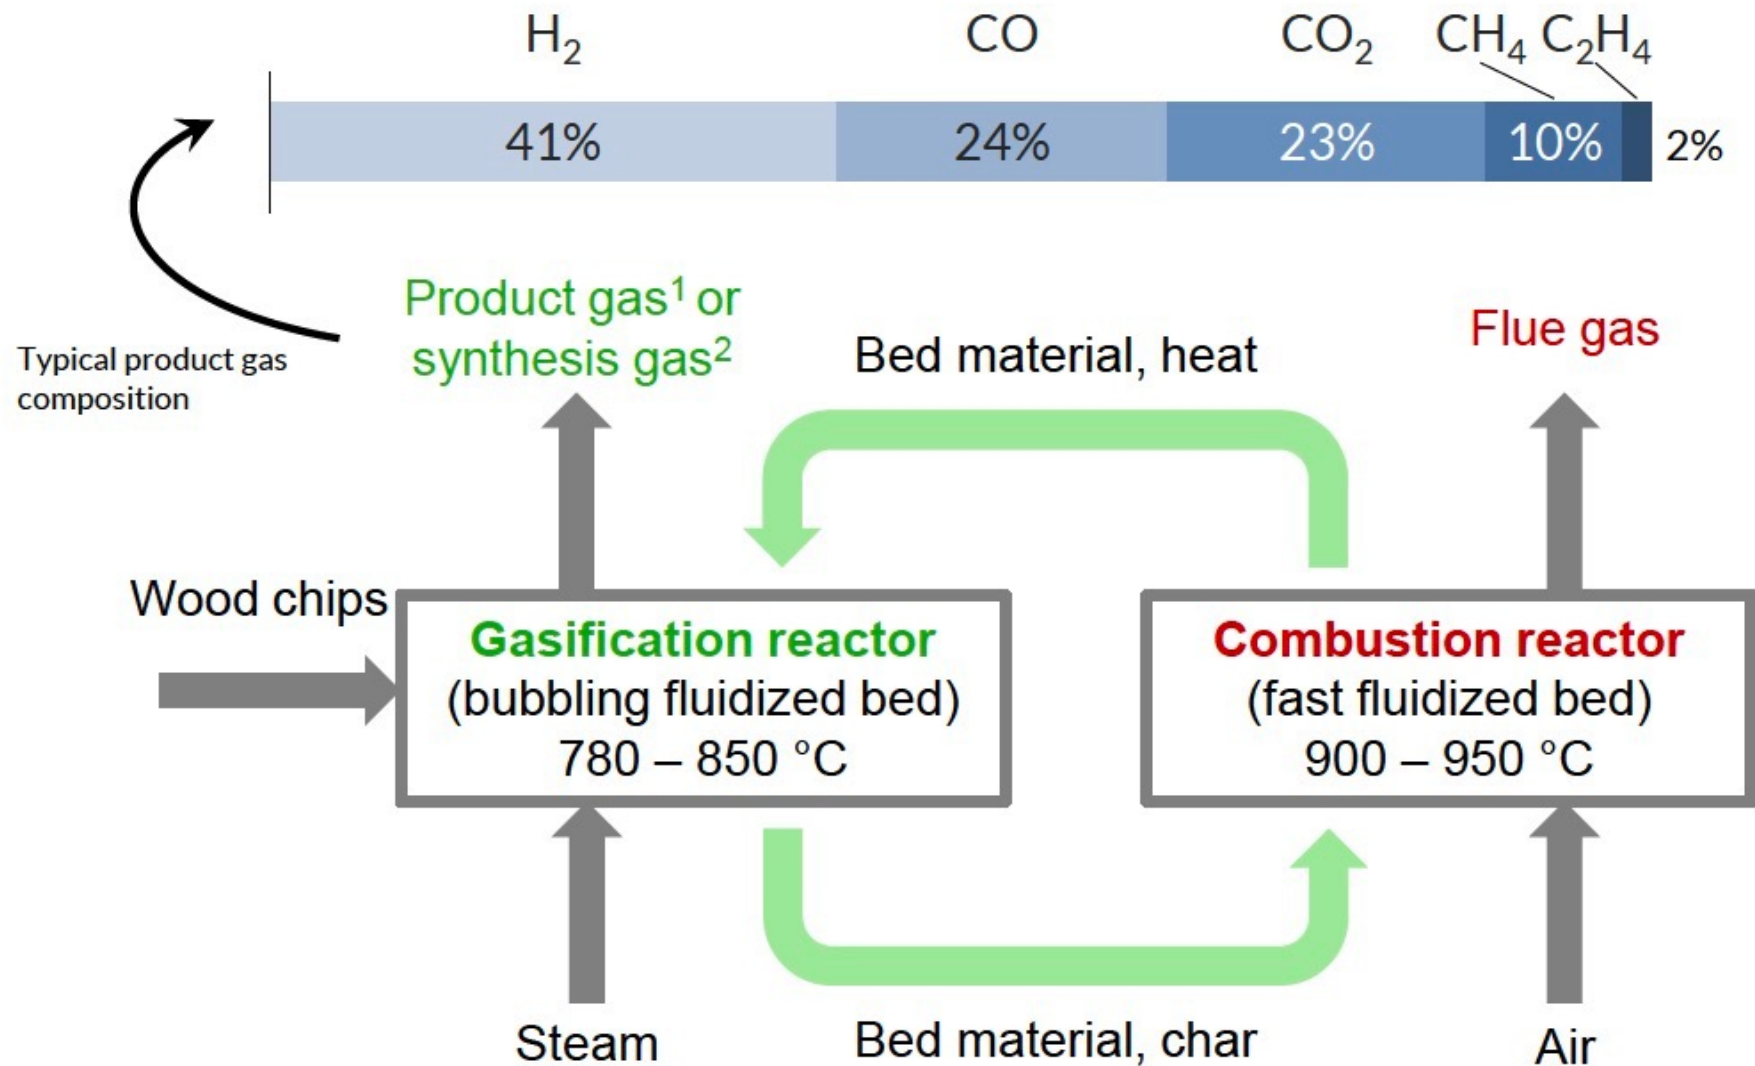 H₂ CO CO₂ CH₄ C₂H₄
41% 24% 23% 10% 2%
Typical product gas
composition
Product gas¹ or
synthesis gas²
Bed material, heat
Flue gas
Wood chips
Gasification reactor
(bubbling fluidized bed)
780 – 850 °C
Combustion reactor
(fast fluidized bed)
900 – 950 °C
Steam
Bed material, char
Air